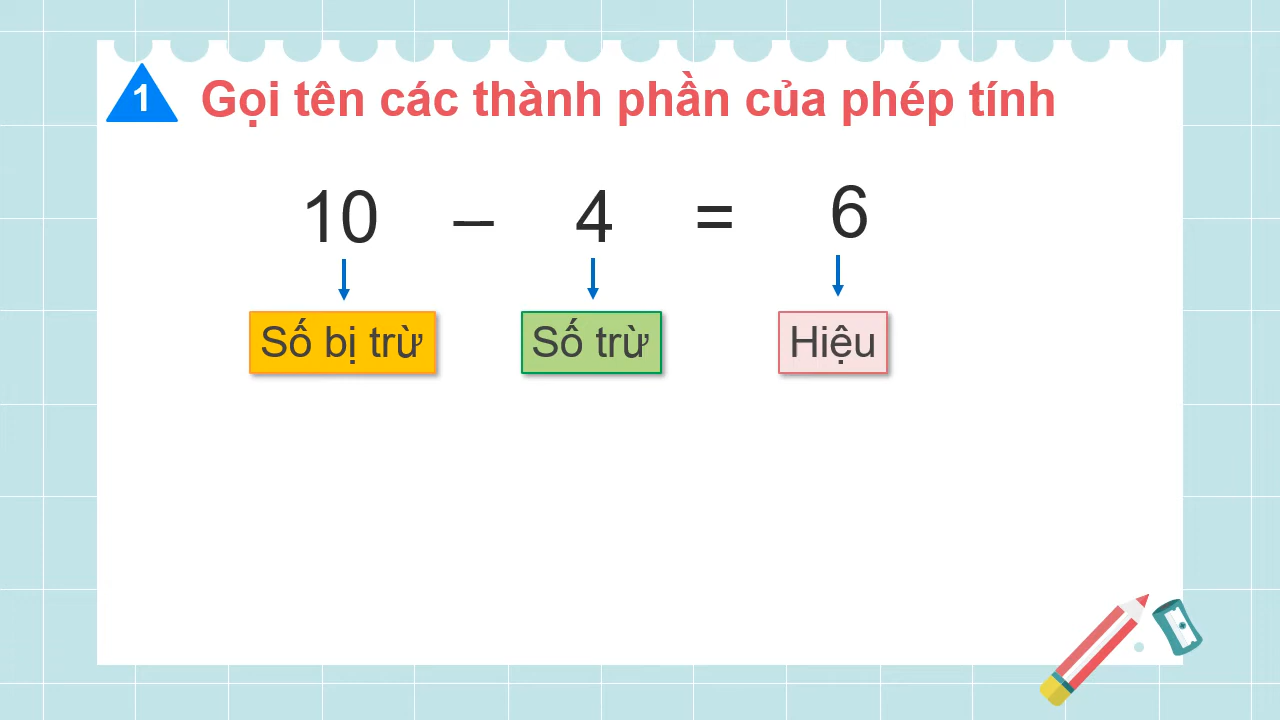 1 Gọi tên các thành phần của phép tính
10 – 4 = 6
Số bị trừ Số trừ Hiệu